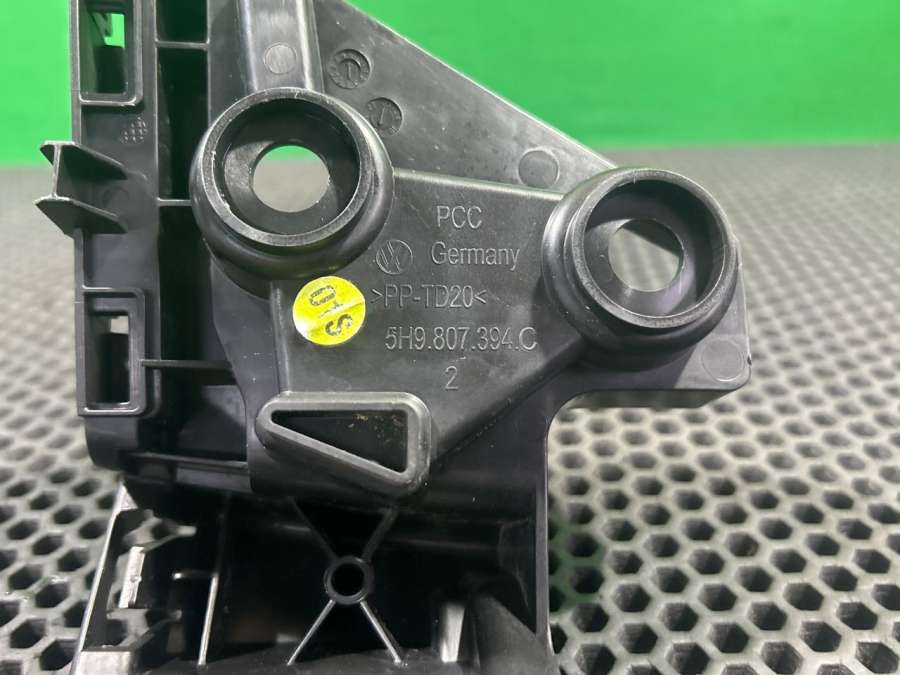 PCC
Germany
>PP-TD20<
5H9.807.394.C
2